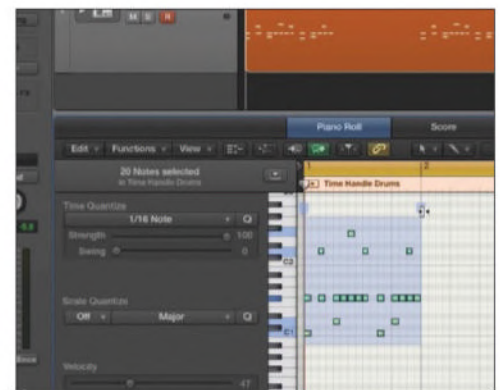 M S R
Piano Roll Score
Edit Functions View
20 Notes selected
in Time Handle Drums
1 2
Time Handle Drums
Time Quantize
1/16 Note Q
Strength 100
Swing 0
C2
Scale Quantize
Off Major Q
C1
Velocity
47